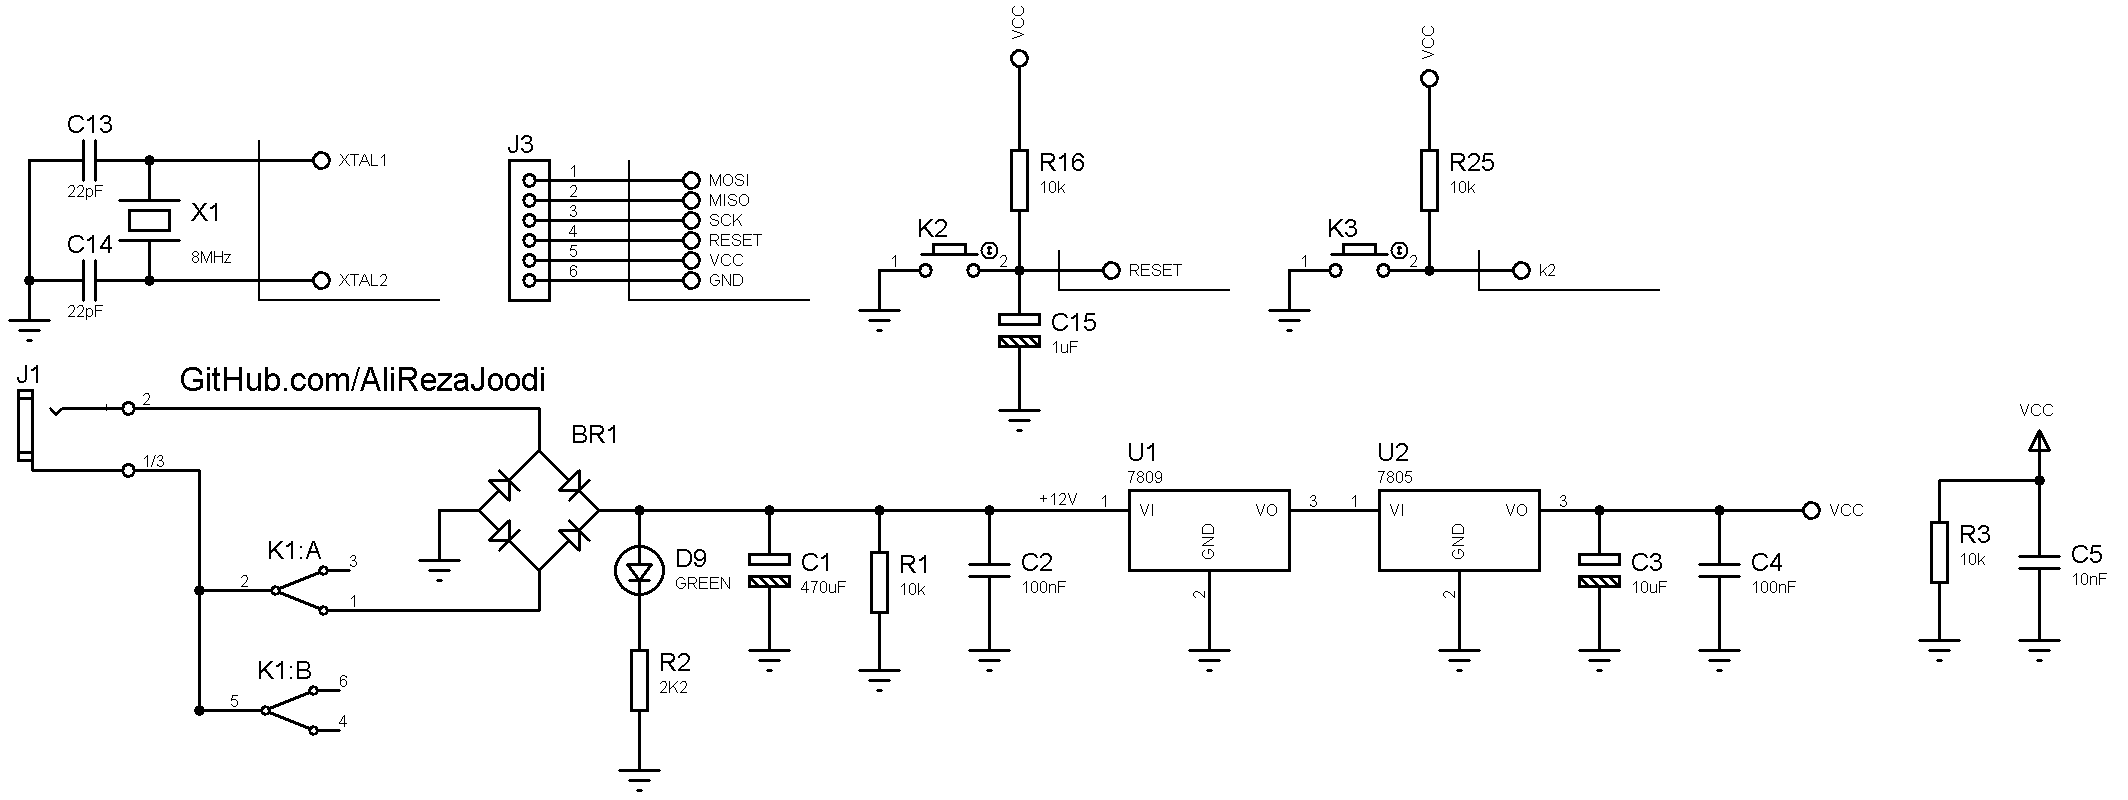 C13
22pF
X1
8MHz
C14
22pF
XTAL1
XTAL2
J3
1
2
3
4
5
6
MOSI
MISO
SCK
RESET
VCC
GND
VCC
R16
10k
K2
1
2
RESET
C15
1uF
VCC
R25
10k
K3
1
2
k2
GitHub.com/AliRezaJoodi
J1
2
1/3
BR1
K1:A
2
3
1
K1:B
5
6
4
D9
GREEN
R2
2K2
C1
470uF
R1
10k
C2
100nF
+12V
U1
7809
1
VI
VO
GND
2
3
U2
7805
1
VI
VO
GND
2
3
C3
10uF
C4
100nF
VCC
VCC
R3
10k
C5
10nF